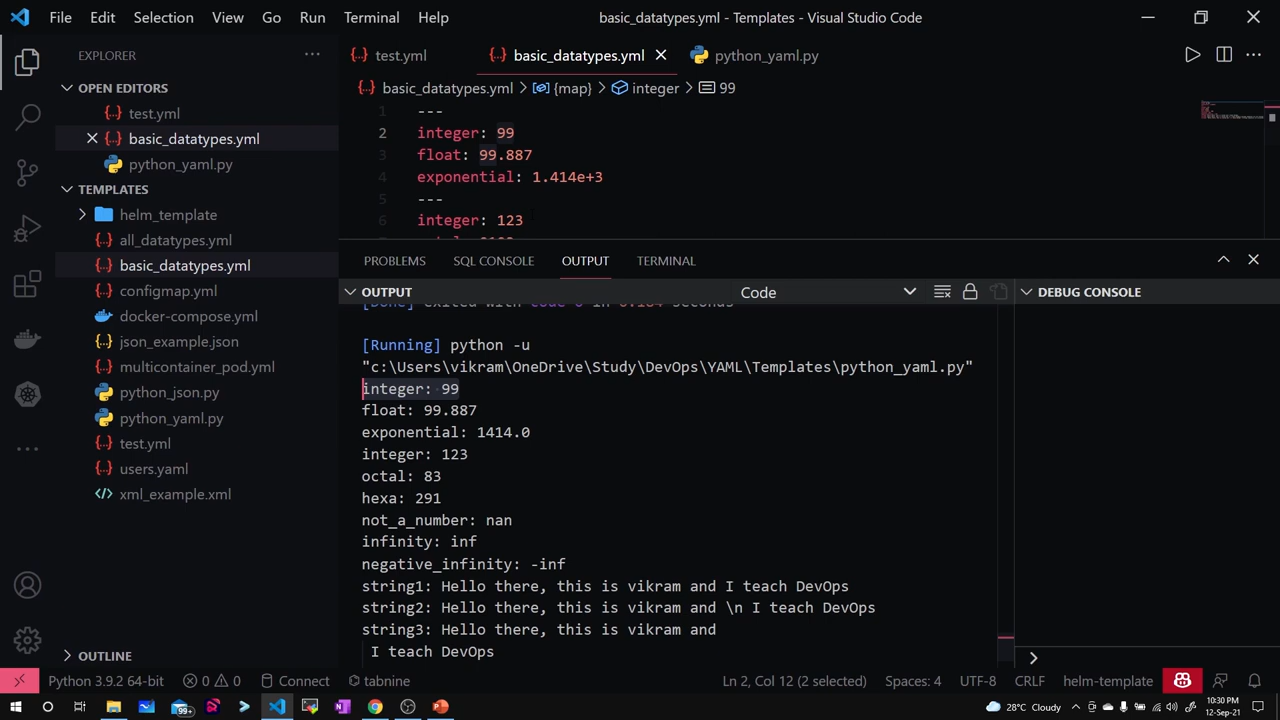 File Edit Selection View Go Run Terminal Help basic_datatypes.yml - Templates - Visual Studio Code
EXPLORER
OPEN EDITORS
test.yml
basic_datatypes.yml
python_yaml.py
TEMPLATES
helm_template
all_datatypes.yml
basic_datatypes.yml
configmap.yml
docker-compose.yml
json_example.json
multicontainer_pod.yml
python_json.py
python_yaml.py
test.yml
users.yaml
xml_example.xml
OUTLINE
test.yml basic_datatypes.yml python_yaml.py
basic_datatypes.yml > {map} > integer > 99
1 ---
2 integer: 99
3 float: 99.887
4 exponential: 1.414e+3
5 ---
6 integer: 123
PROBLEMS SQL CONSOLE OUTPUT TERMINAL
OUTPUT Code DEBUG CONSOLE
[Running] python -u
"c:\Users\vikram\OneDrive\Study\DevOps\YAML\Templates\python_yaml.py"
integer: 99
float: 99.887
exponential: 1414.0
integer: 123
octal: 83
hexa: 291
not_a_number: nan
infinity: inf
negative_infinity: -inf
string1: Hello there, this is vikram and I teach DevOps
string2: Hello there, this is vikram and \n I teach DevOps
string3: Hello there, this is vikram and
I teach DevOps
Python 3.9.2 64-bit 0 0 Connect tabnine Ln 2, Col 12 (2 selected) Spaces: 4 UTF-8 CRLF helm-template
99+ 28°C Cloudy 10:30 PM
12-Sep-21